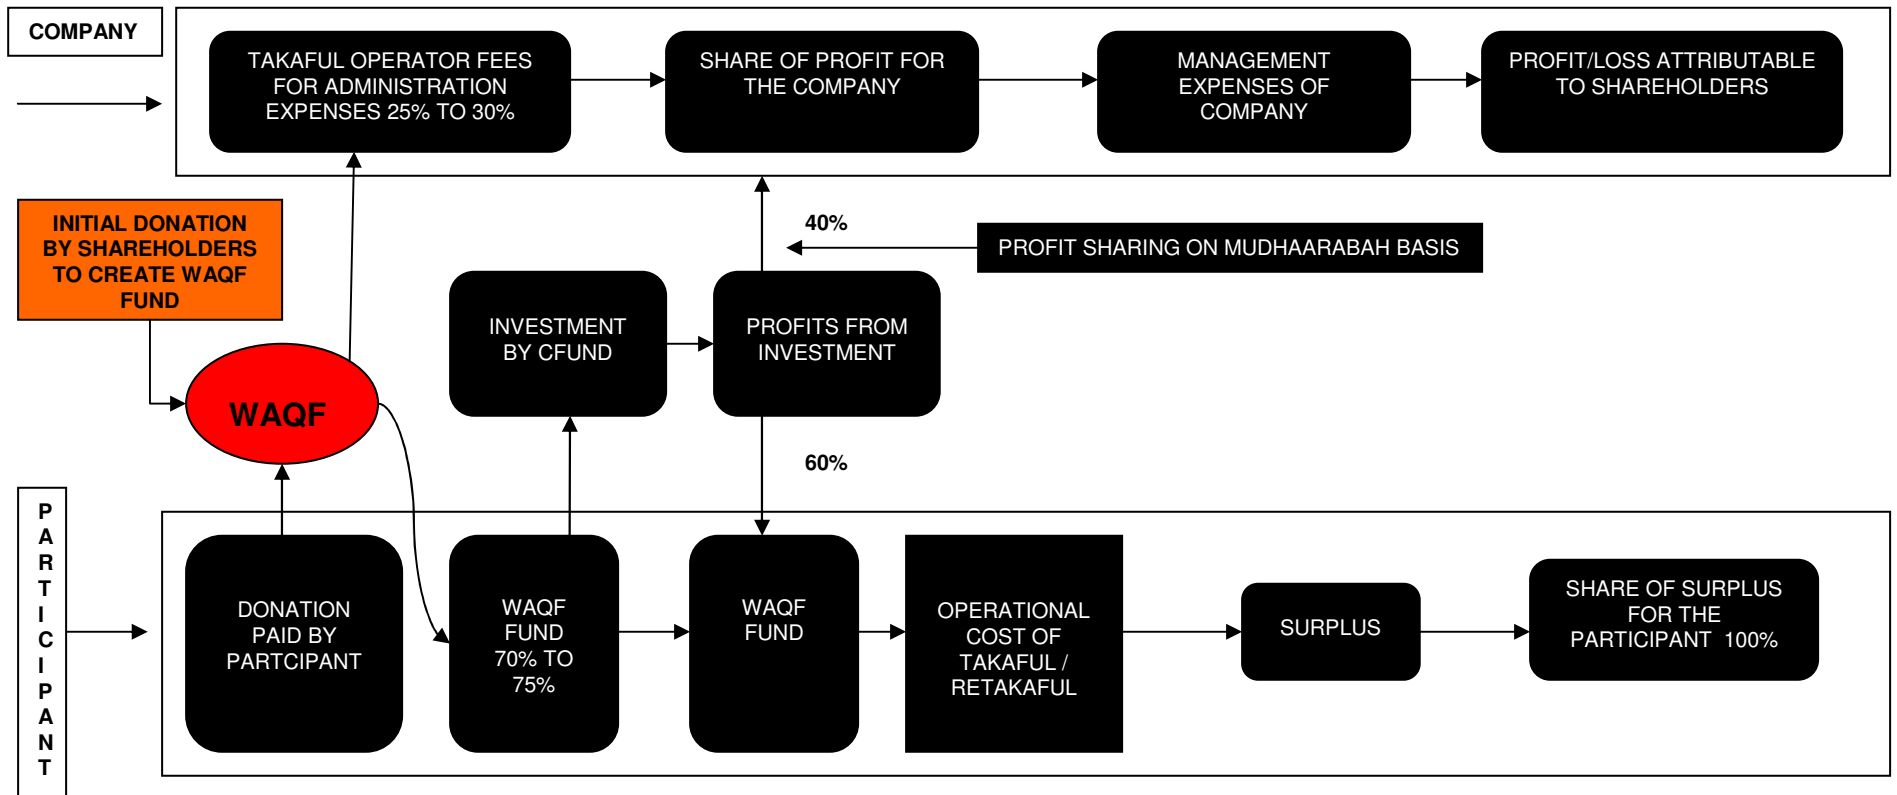 COMPANY
TAKAFUL OPERATOR FEES
FOR ADMINISTRATION
EXPENSES 25% TO 30%
SHARE OF PROFIT FOR
THE COMPANY
MANAGEMENT
EXPENSES OF
COMPANY
PROFIT/LOSS ATTRIBUTABLE
TO SHAREHOLDERS
INITIAL DONATION
BY SHAREHOLDERS
TO CREATE WAQF
FUND
40%
PROFIT SHARING ON MUDHAARABAH BASIS
INVESTMENT
BY CFUND
PROFITS FROM
INVESTMENT
WAQF
60%
P
A
R
T
I
C
I
P
A
N
T
DONATION
PAID BY
PARTCIPANT
WAQF
FUND
70% TO
75%
WAQF
FUND
OPERATIONAL
COST OF
TAKAFUL /
RETAKAFUL
SURPLUS
SHARE OF SURPLUS
FOR THE
PARTICIPANT 100%